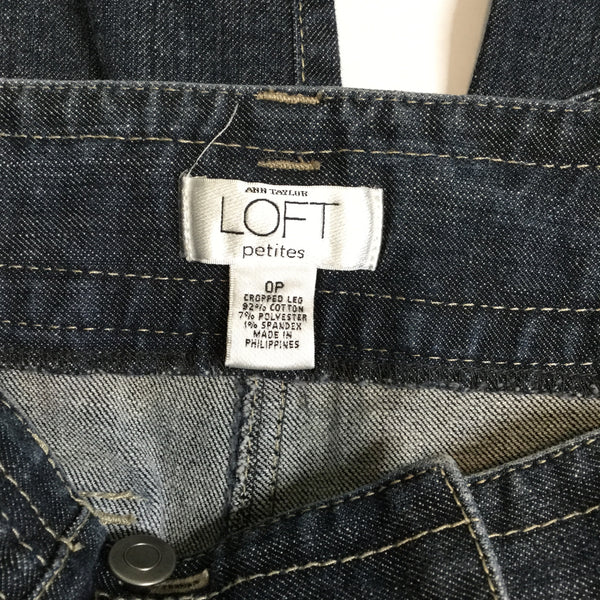 ANN TAYLOR
LOFT
petites
0P
CROPPED LEG
92% COTTON
7% POLYESTER
1% SPANDEX
MADE IN
PHILIPPINES